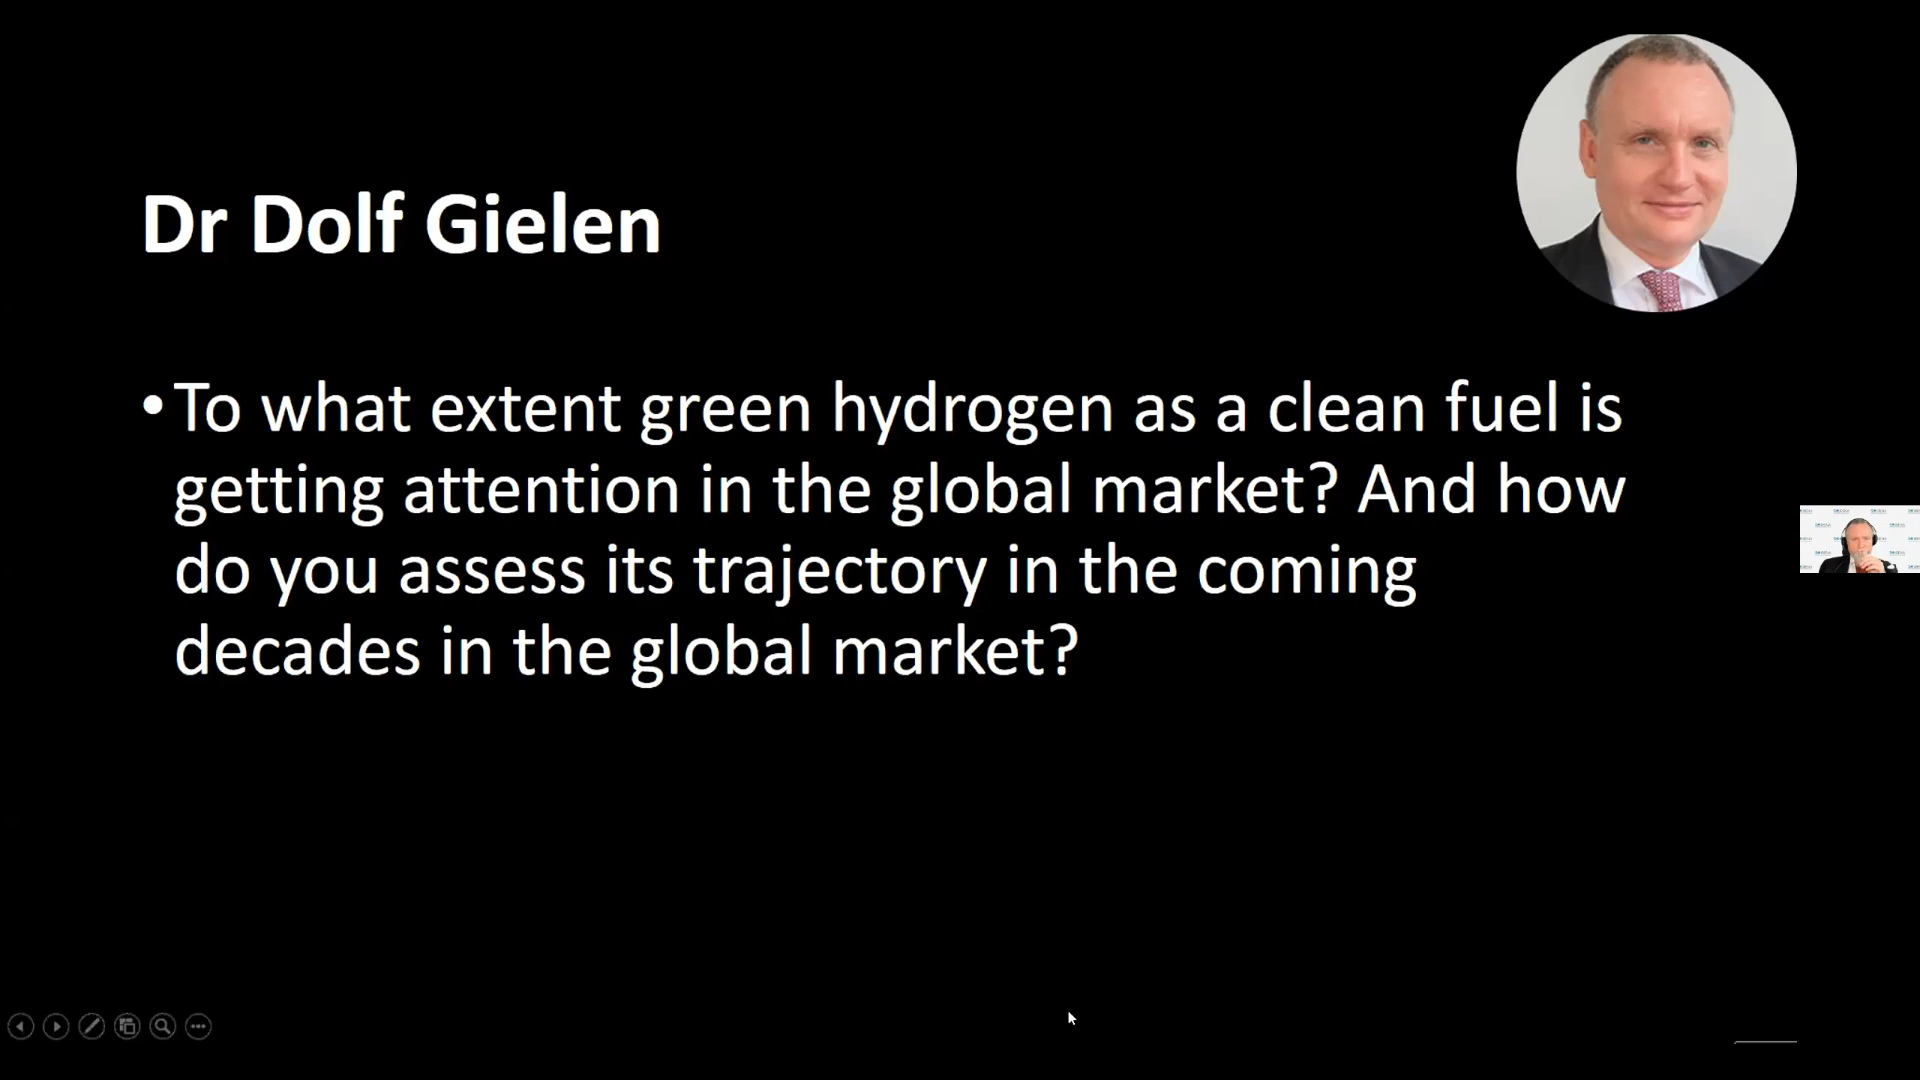 Dr Dolf Gielen
• To what extent green hydrogen as a clean fuel is
getting attention in the global market? And how
do you assess its trajectory in the coming
decades in the global market?